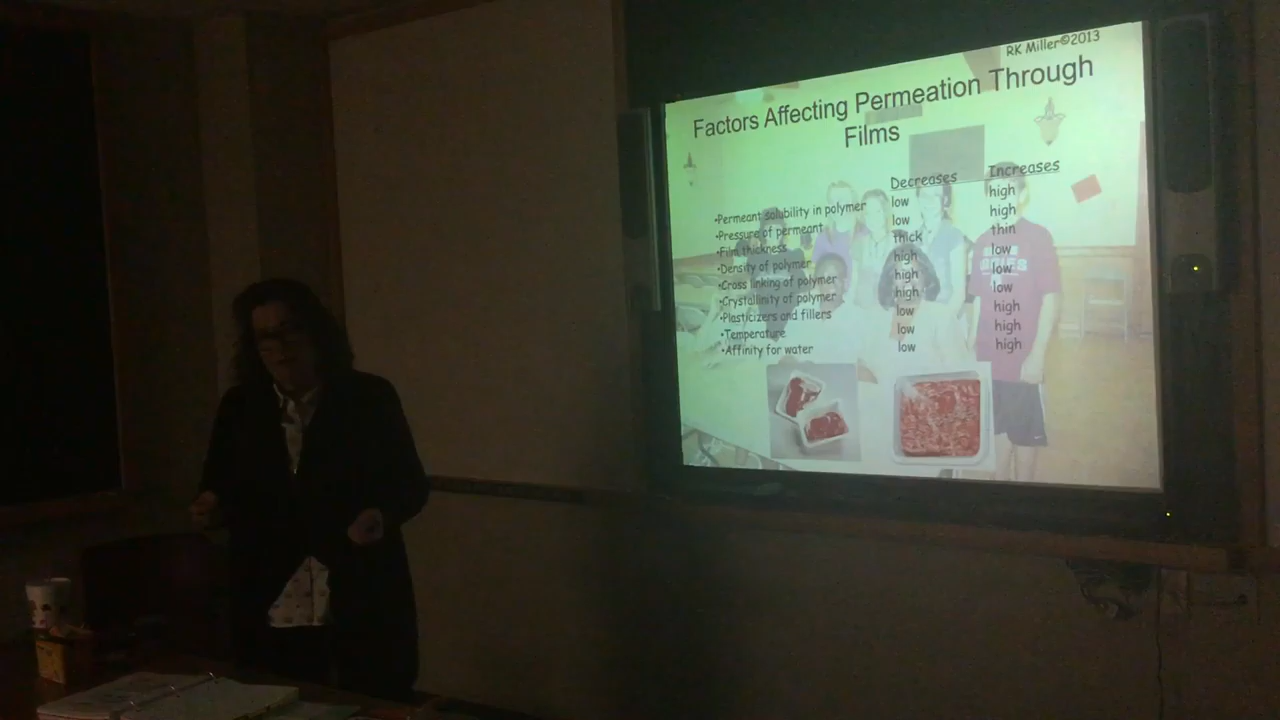 RK Miller©2013
Factors Affecting Permeation Through
Films
Decreases Increases
•Permeant solubility in polymer low high
•Pressure of permeant low high
•Film thickness thick thin
•Density of polymer high low
•Cross linking of polymer high low
•Crystallinity of polymer high low
•Plasticizers and fillers low high
•Temperature low high
•Affinity for water low high